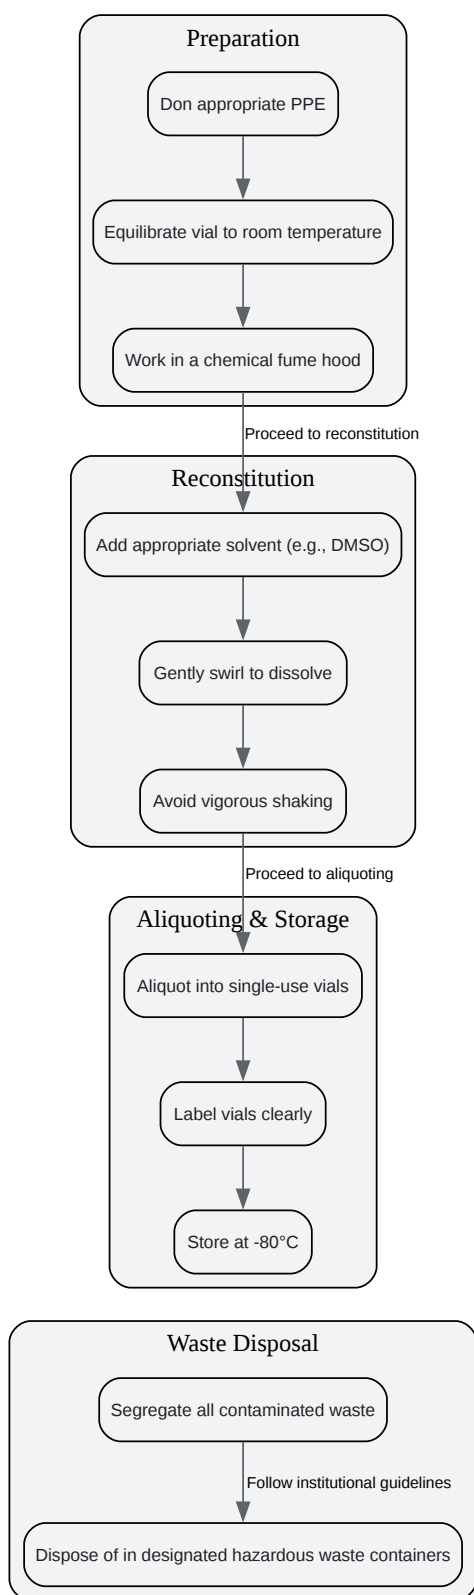 Preparation
Don appropriate PPE
Equilibrate vial to room temperature
Work in a chemical fume hood
Proceed to reconstitution
Reconstitution
Add appropriate solvent (e.g., DMSO)
Gently swirl to dissolve
Avoid vigorous shaking
Proceed to aliquoting
Aliquoting & Storage
Aliquot into single-use vials
Label vials clearly
Store at -80°C
Waste Disposal
Segregate all contaminated waste
Follow institutional guidelines
Dispose of in designated hazardous waste containers